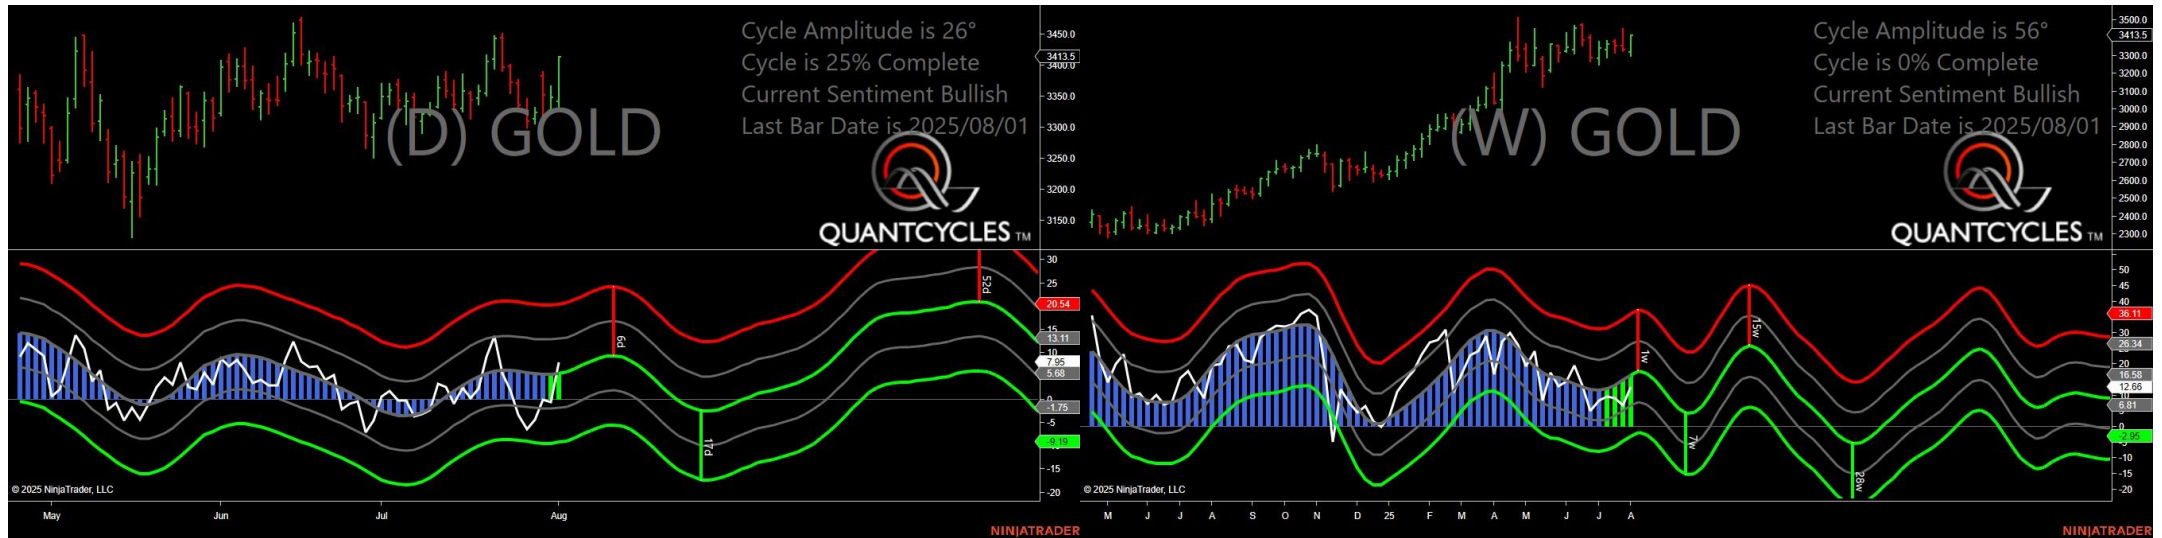 Cycle Amplitude is 26°
Cycle is 25% Complete
Current Sentiment Bullish
Last Bar Date is 2025/08/01
(D) GOLD
QUANTCYCLES TM
3450.0
3413.5
3400.0
3350.0
3300.0
3250.0
3200.0
3150.0
30
25
20.54
15
13.11
10
7.95
5.68
0
-1.75
-5
-9.19
-15
-20
6d
17d
52d
© 2025 NinjaTrader, LLC
May Jun Jul Aug
NINJATRADER
Cycle Amplitude is 56°
Cycle is 0% Complete
Current Sentiment Bullish
Last Bar Date is 2025/08/01
(W) GOLD
QUANTCYCLES TM
3500.0
3413.5
3300.0
3200.0
3100.0
3000.0
2900.0
2800.0
2700.0
2600.0
2500.0
2400.0
2300.0
50
45
40
36.11
30
26.34
20
16.58
12.66
10
6.81
0
-2.95
-10
-15
-20
1w
7w
15w
28w
© 2025 NinjaTrader, LLC
M J J A S O N D 25 F M A M J J A
NINJATRADER